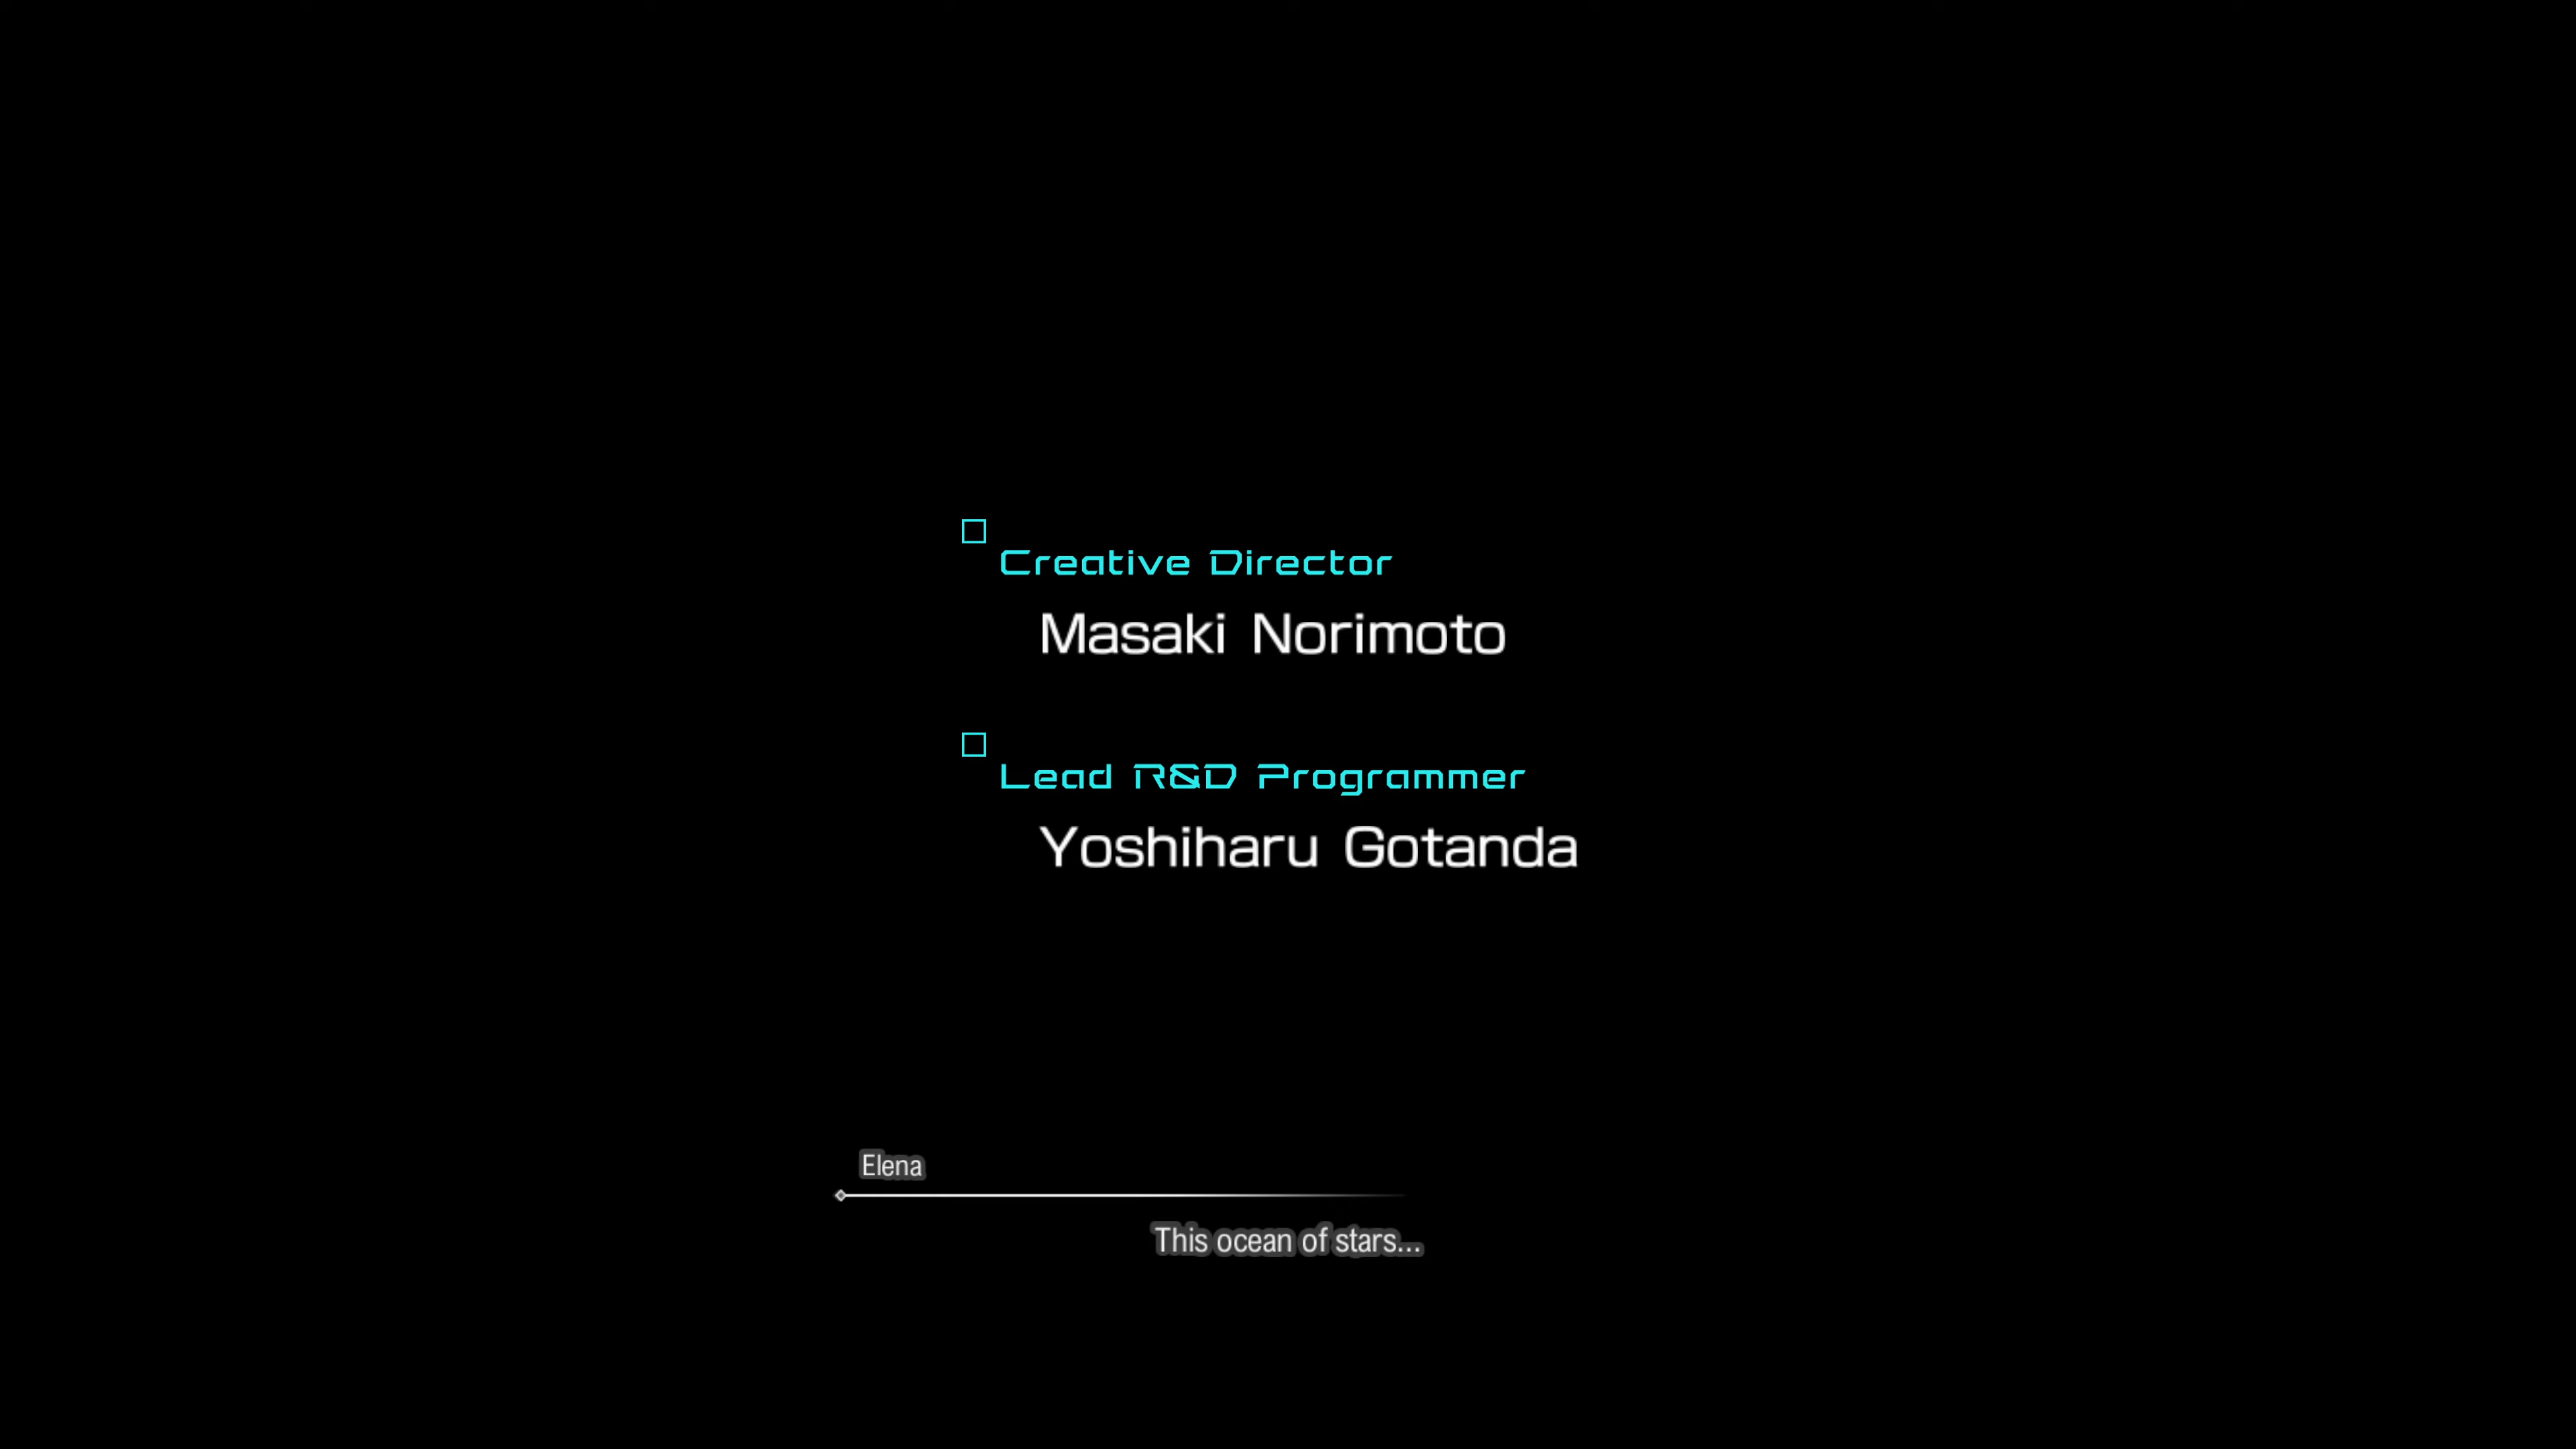 Creative Director
Masaki Norimoto
Lead R&D Programmer
Yoshiharu Gotanda
Elena
This ocean of stars...